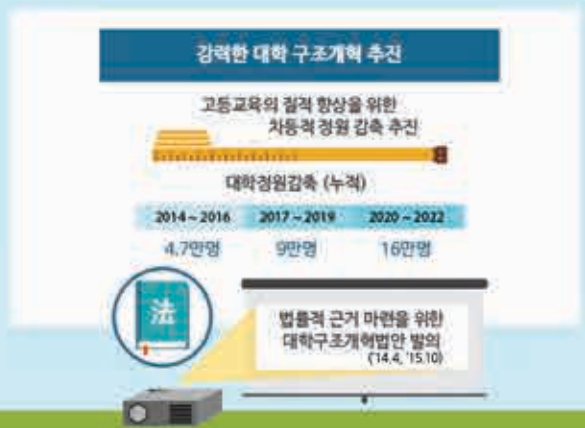 강력한 대학 구조개혁 추진
고등교육의 질적 향상을 위한
차등적 정원 감축 추진
대학정원감축 (누적)
2014 ~ 2016 2017 ~ 2019 2020 ~ 2022
4.7만명 9만명 16만명
法
법률적 근거 마련을 위한
대학구조개혁법안 발의
('14.4, '15.10)